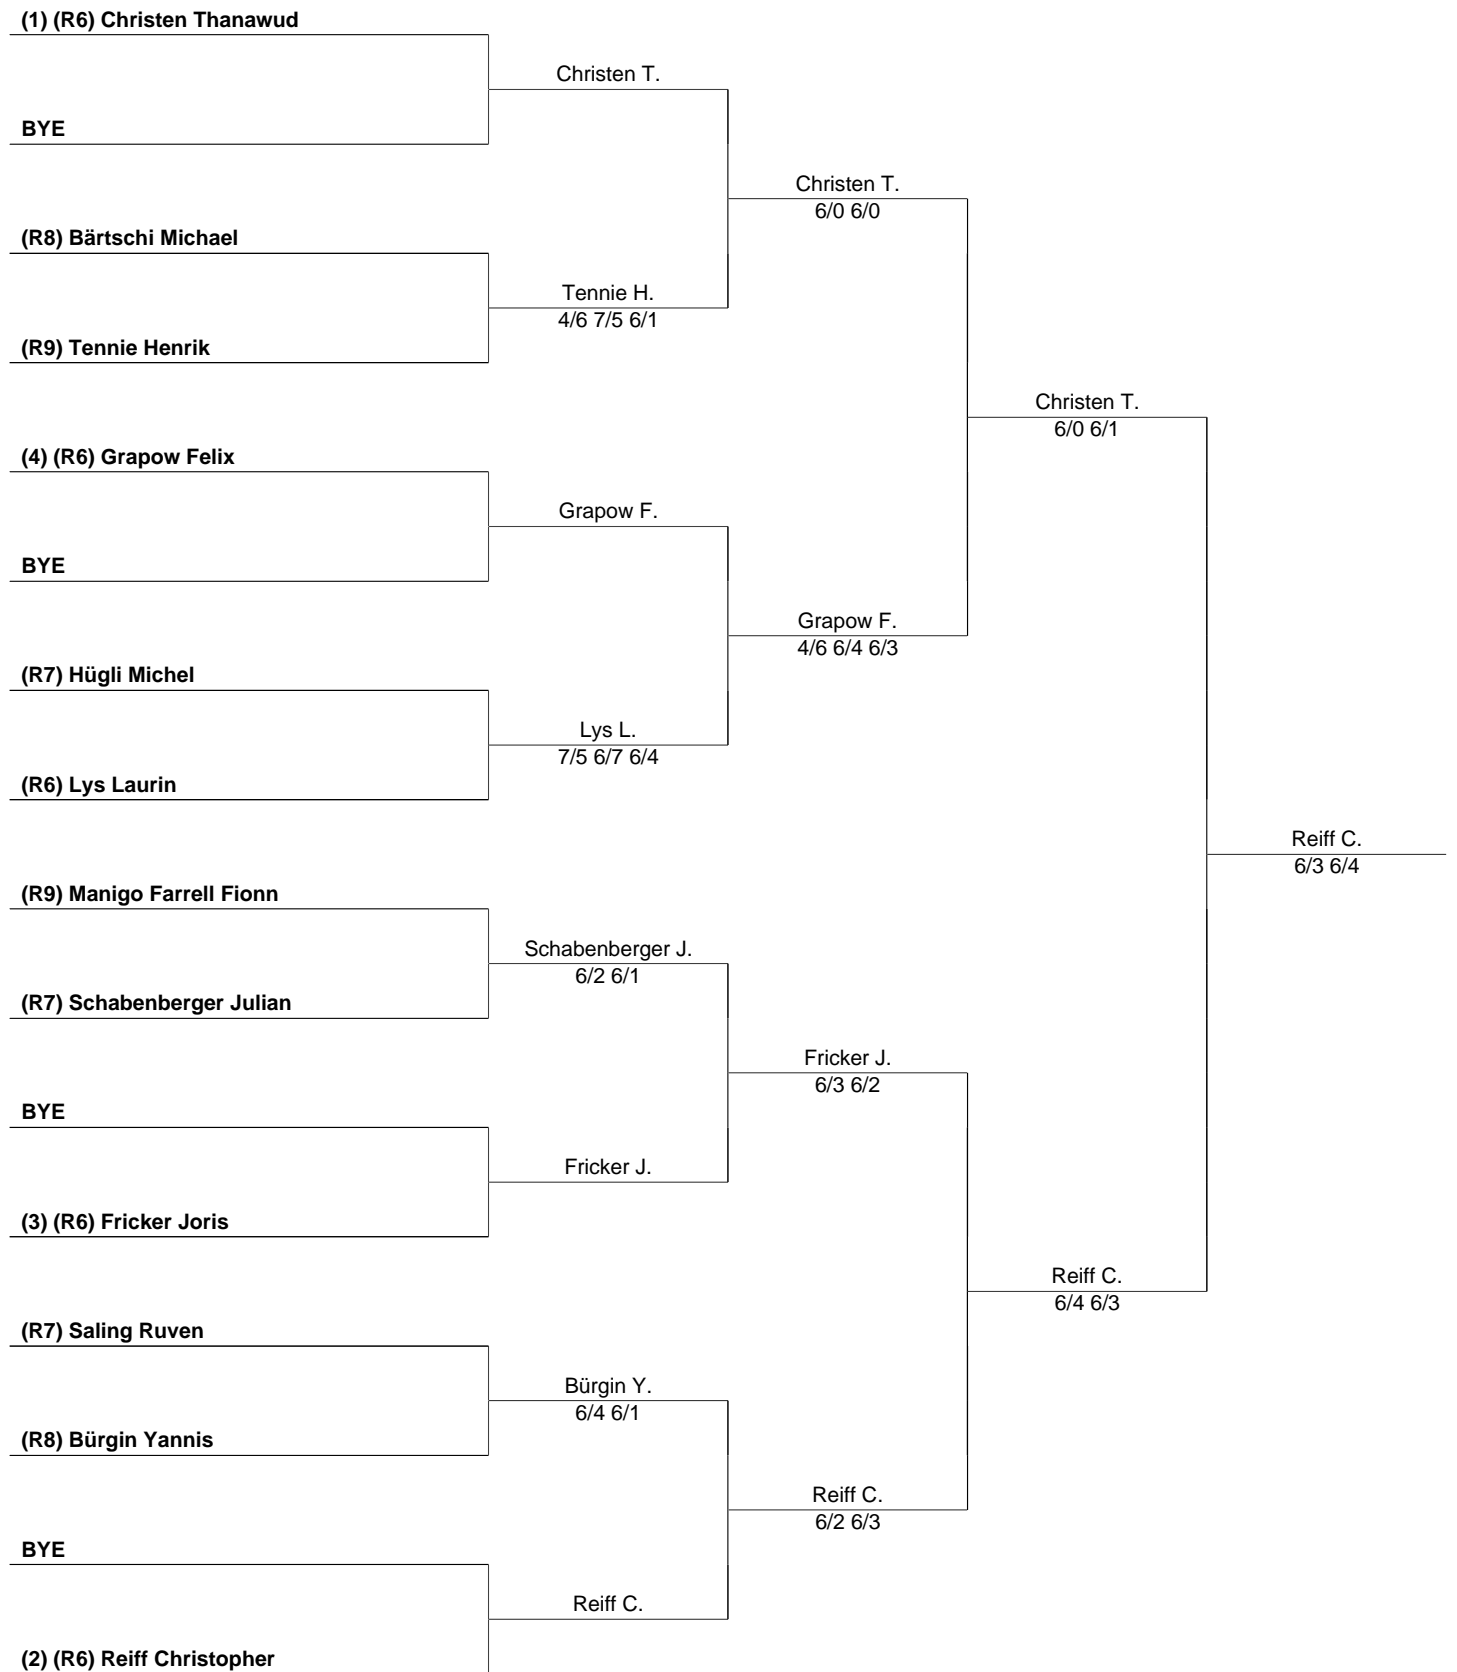 (1) (R6) Christen Thanawud
Christen T.
BYE
Christen T.
6/0 6/0
(R8) Bärtschi Michael
Tennie H.
4/6 7/5 6/1
(R9) Tennie Henrik
Christen T.
6/0 6/1
(4) (R6) Grapow Felix
Grapow F.
BYE
Grapow F.
4/6 6/4 6/3
(R7) Hügli Michel
Lys L.
7/5 6/7 6/4
(R6) Lys Laurin
Reiff C.
6/3 6/4
(R9) Manigo Farrell Fionn
Schabenberger J.
6/2 6/1
(R7) Schabenberger Julian
Fricker J.
6/3 6/2
BYE
Fricker J.
(3) (R6) Fricker Joris
Reiff C.
6/4 6/3
(R7) Saling Ruven
Bürgin Y.
6/4 6/1
(R8) Bürgin Yannis
Reiff C.
6/2 6/3
BYE
Reiff C.
(2) (R6) Reiff Christopher